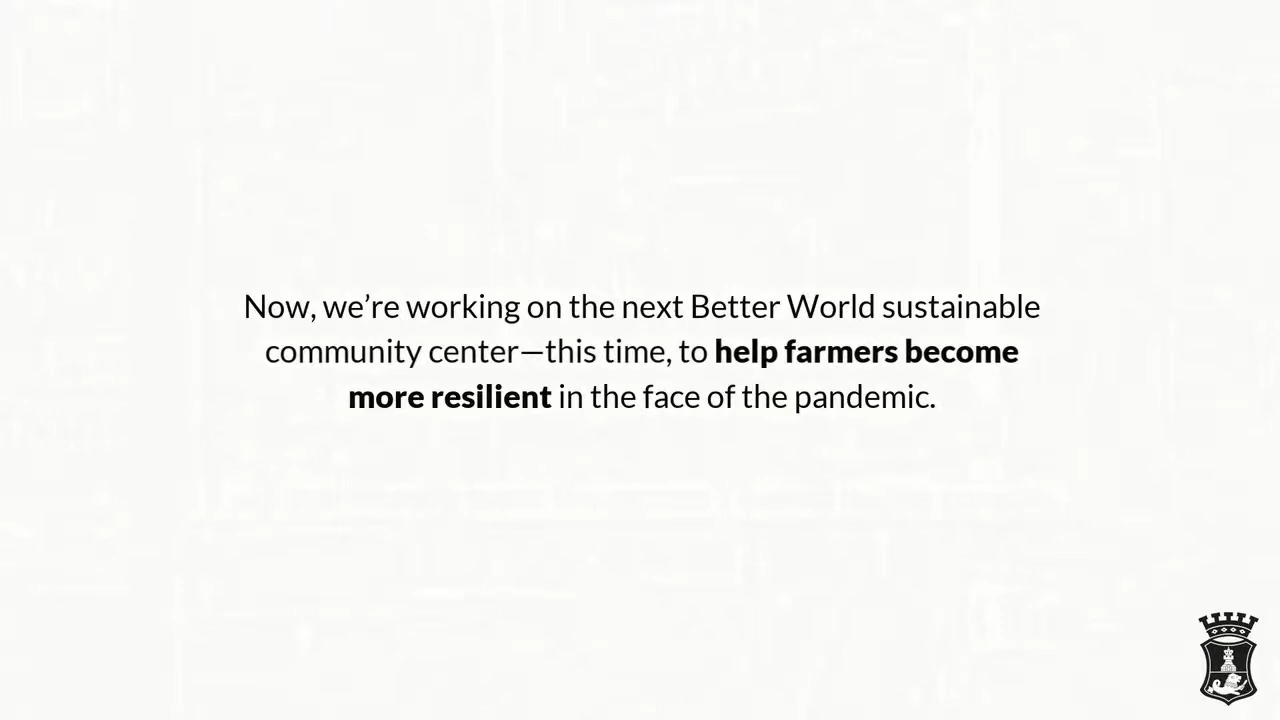 Now, we’re working on the next Better World sustainable
community center—this time, to help farmers become
more resilient in the face of the pandemic.